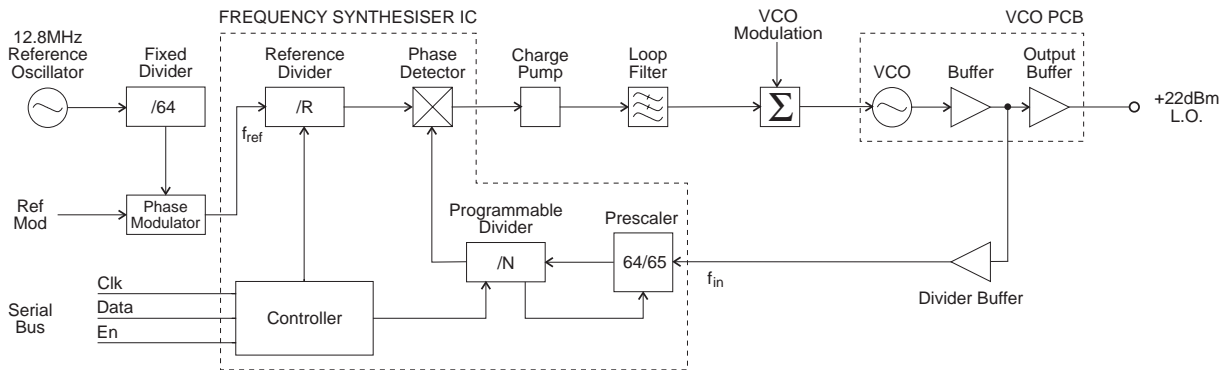 FREQUENCY SYNTHESISER IC
VCO
Modulation
VCO PCB
12.8MHz
Reference
Oscillator
Fixed
Divider
Reference
Divider
Phase
Detector
Charge
Pump
Loop
Filter
VCO
Buffer
Output
Buffer
/64
/R
Σ
+22dBm
L.O.
fref
Ref
Mod
Phase
Modulator
Programmable
Divider
Prescaler
/N
64/65
fin
Divider Buffer
Serial
Bus
Clk
Data
En
Controller